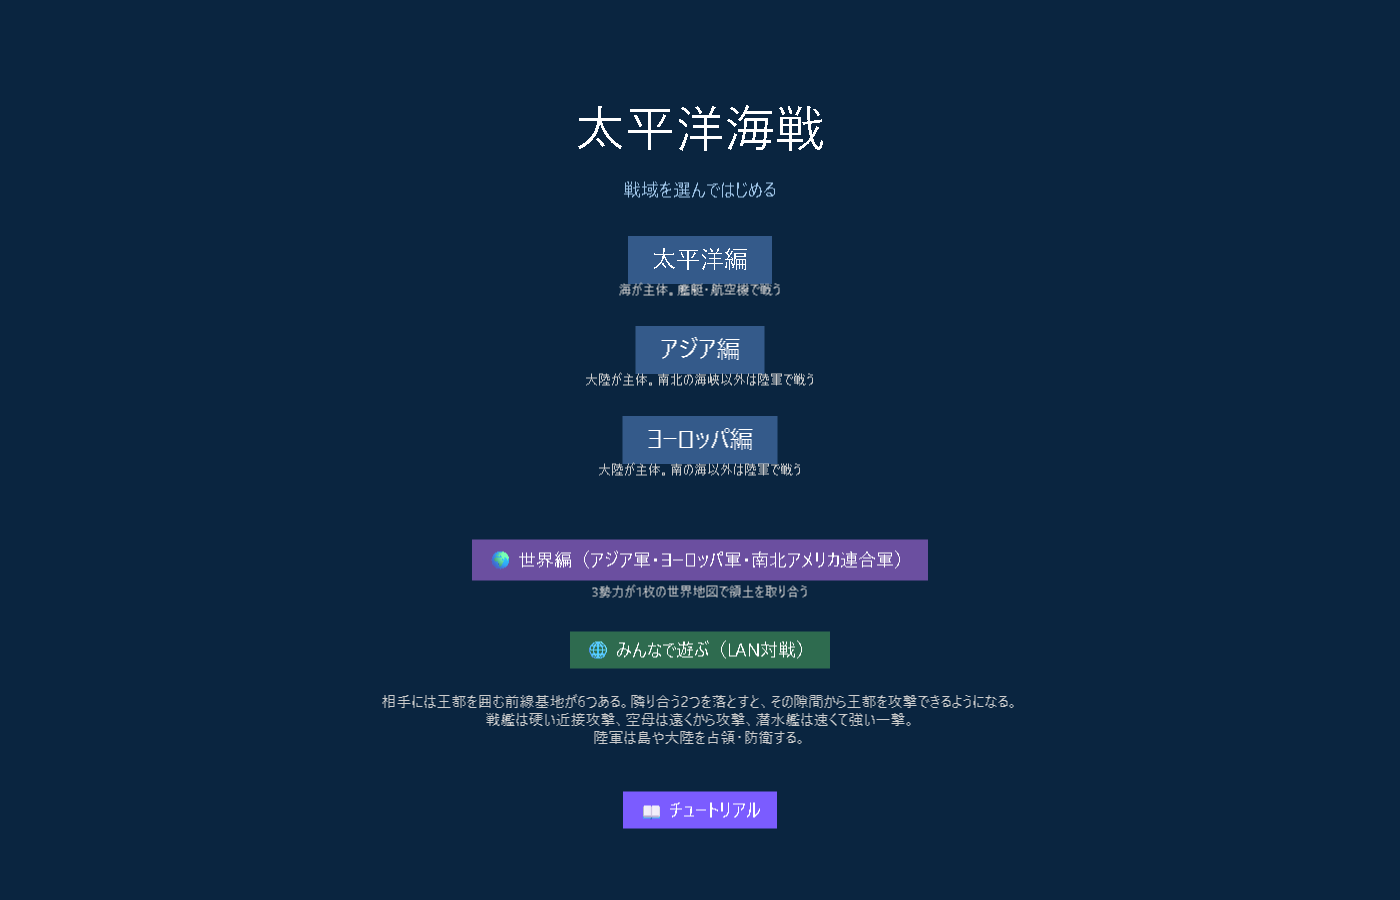 太平洋海戦
戦域を選んではじめる
太平洋編
海が主体。艦艇・航空機で戦う
アジア編
大陸が主体。南北の海峡以外は陸軍で戦う
ヨーロッパ編
大陸が主体。南の海以外は陸軍で戦う
世界編（アジア軍・ヨーロッパ軍・南北アメリカ連合軍）
3勢力が1枚の世界地図で領土を取り合う
みんなで遊ぶ（LAN対戦）
相手には王都を囲む前線基地が6つある。隣り合う2つを落とすと、その隙間から王都を攻撃できるようになる。
戦艦は硬い近接攻撃、空母は遠くから攻撃、潜水艦は速くて強い一撃。
陸軍は島や大陸を占領・防衛する。
チュートリアル